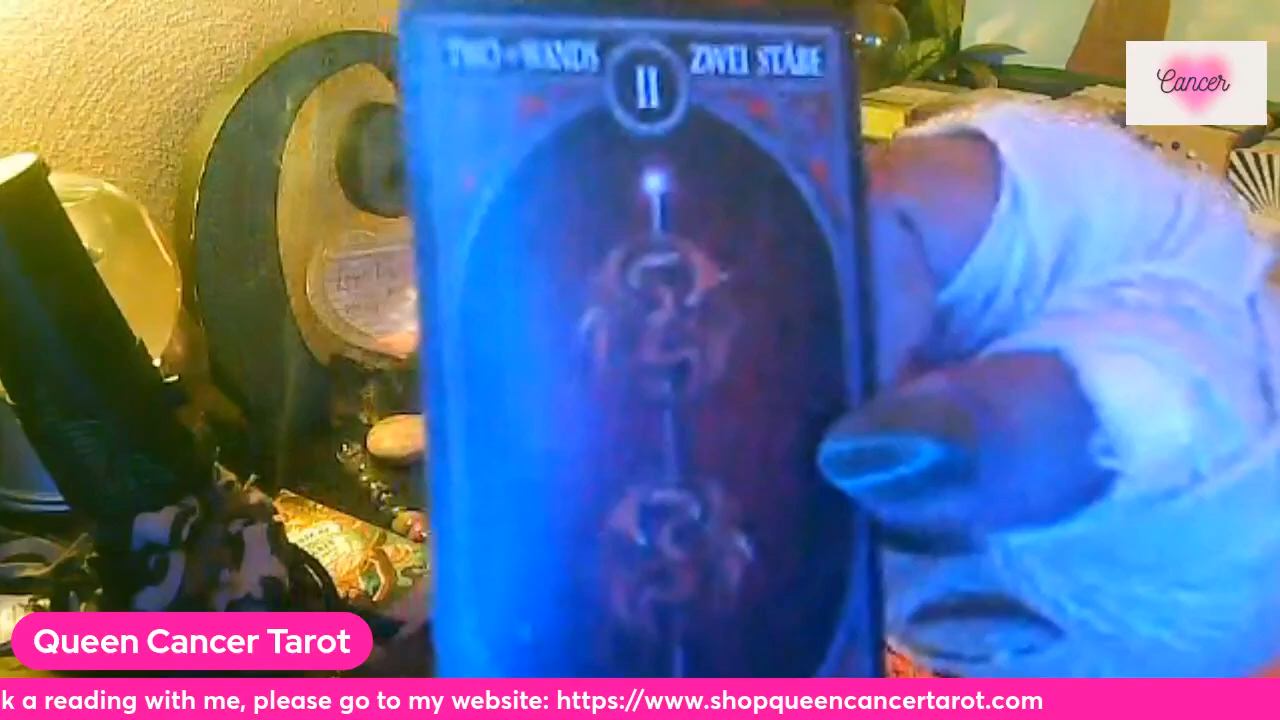 TWO • WANDS
II
ZWEI STÄBE
Cancer
Queen Cancer Tarot
k a reading with me, please go to my website: https://www.shopqueencancertarot.com